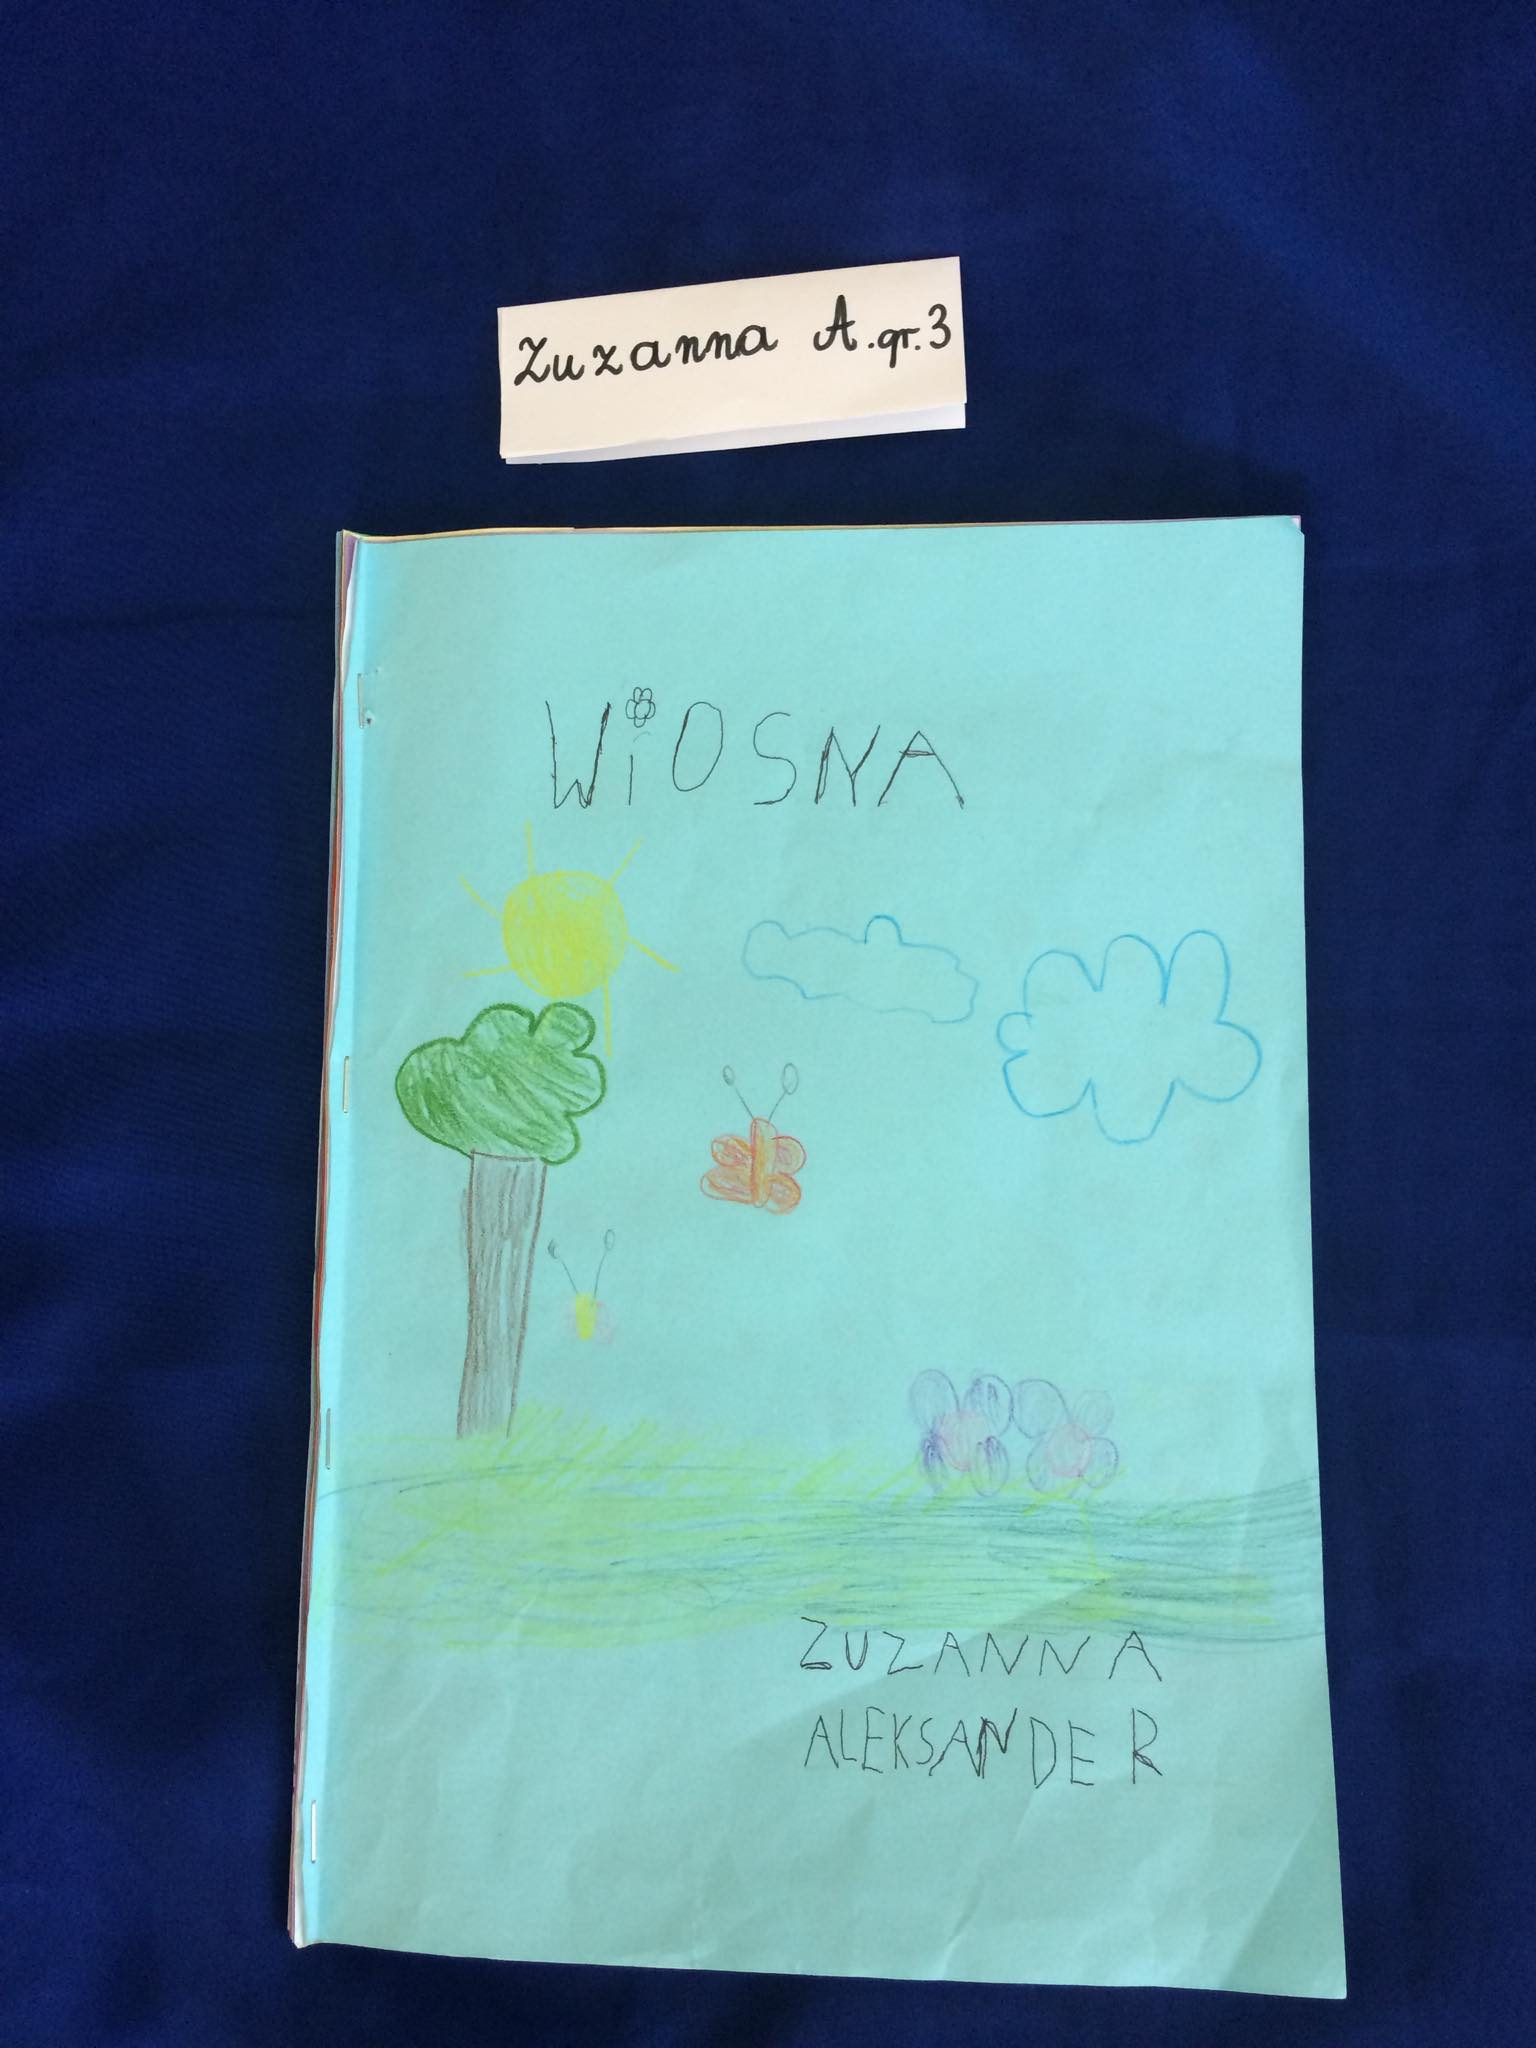 Zuzanna A. gr. 3
WiOSNA
ZUZANNA
ALEKSANDER